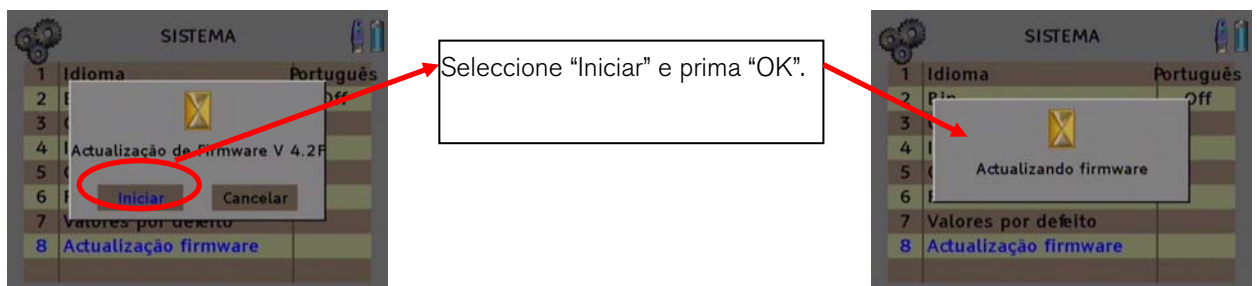 SISTEMA
1 Idioma Português
2 Off
3
4 Actualização de Firmware V 4.2F
5
6 Iniciar Cancelar
7 Valores por defeito
8 Actualização firmware
Seleccione “Iniciar” e prima “OK”.
SISTEMA
1 Idioma Português
2 Off
3
4
5 Actualizando firmware
6
7 Valores por defeito
8 Actualização firmware